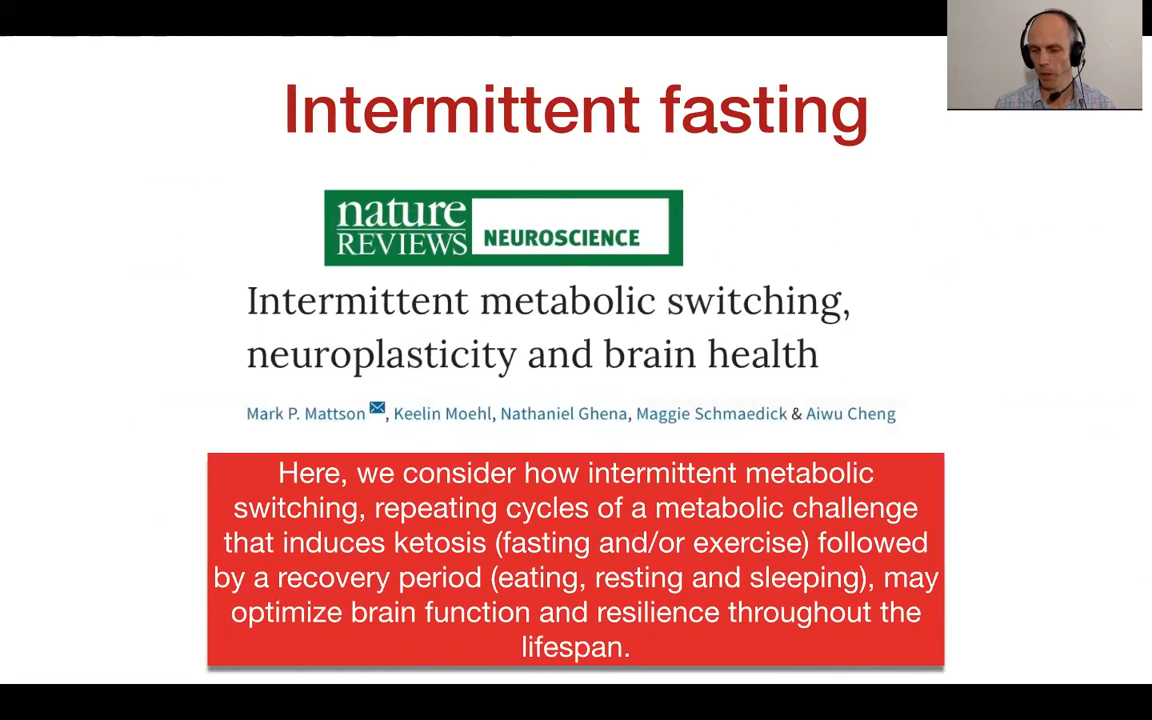 Intermittent fasting
nature
REVIEWS NEUROSCIENCE
Intermittent metabolic switching,
neuroplasticity and brain health
Mark P. Mattson, Keelin Moehl, Nathaniel Ghena, Maggie Schmaedick & Aiwu Cheng
Here, we consider how intermittent metabolic
switching, repeating cycles of a metabolic challenge
that induces ketosis (fasting and/or exercise) followed
by a recovery period (eating, resting and sleeping), may
optimize brain function and resilience throughout the
lifespan.